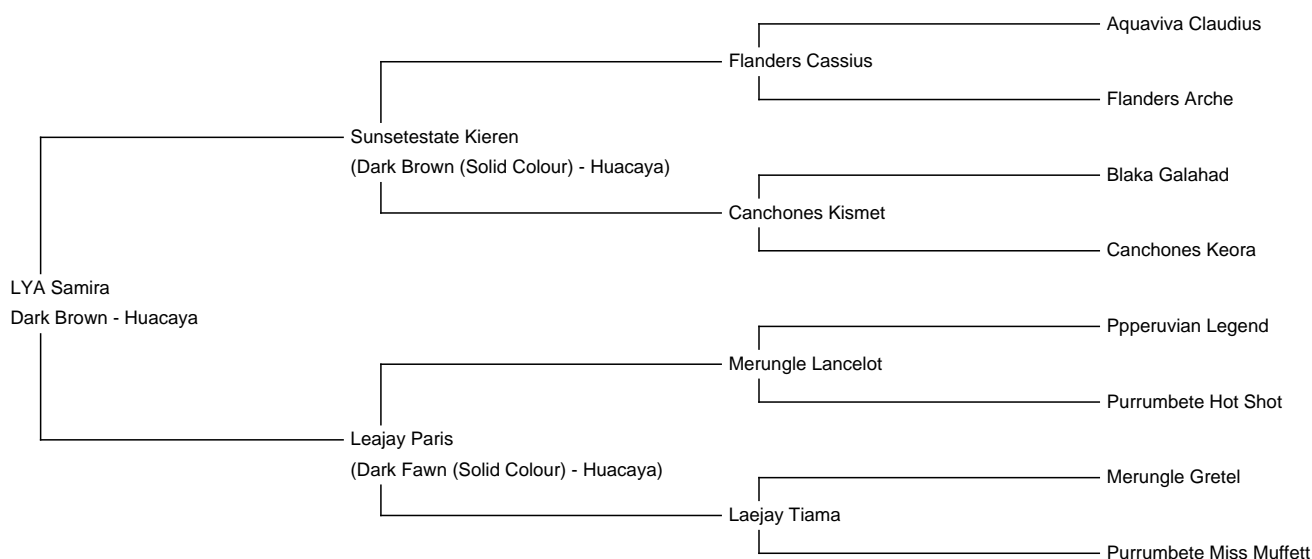 Aquaviva Claudius
Flanders Cassius
Flanders Arche
Sunsetestate Kieren
(Dark Brown (Solid Colour) - Huacaya)
Blaka Galahad
Canchones Kismet
Canchones Keora
LYA Samira
Dark Brown - Huacaya
Ppperuvian Legend
Merungle Lancelot
Purrumbete Hot Shot
Leajay Paris
(Dark Fawn (Solid Colour) - Huacaya)
Merungle Gretel
Laejay Tiama
Purrumbete Miss Muffett